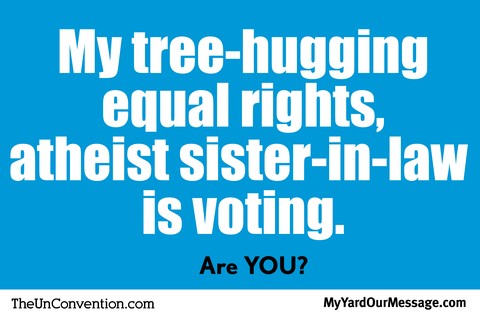 My tree-hugging
equal rights,
atheist sister-in-law
is voting.
Are YOU?
TheUnConvention.com
MyYardOurMessage.com